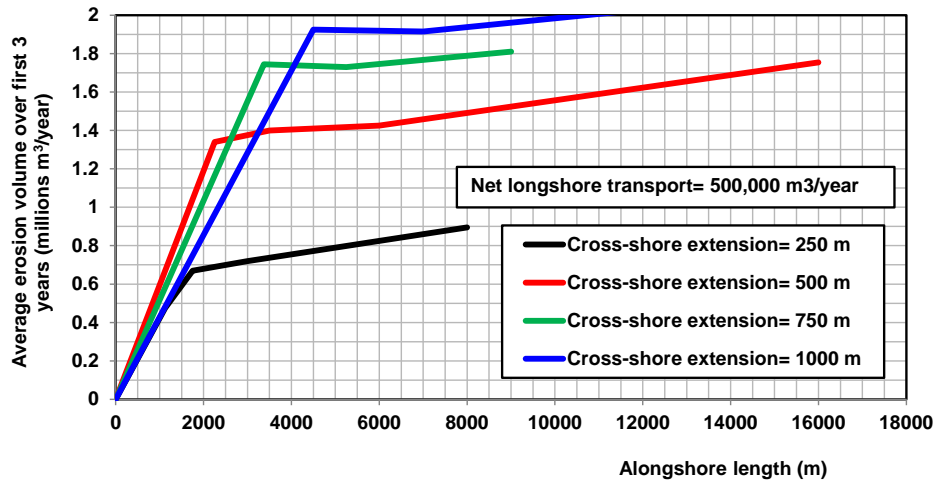 Average erosion volume over first 3
years (millions m³/year)
2
1.8
1.6
1.4
1.2
1
0.8
0.6
0.4
0.2
0
0 2000 4000 6000 8000 10000 12000 14000 16000 18000
Alongshore length (m)
Net longshore transport= 500,000 m3/year
Cross-shore extension= 250 m
Cross-shore extension= 500 m
Cross-shore extension= 750 m
Cross-shore extension= 1000 m